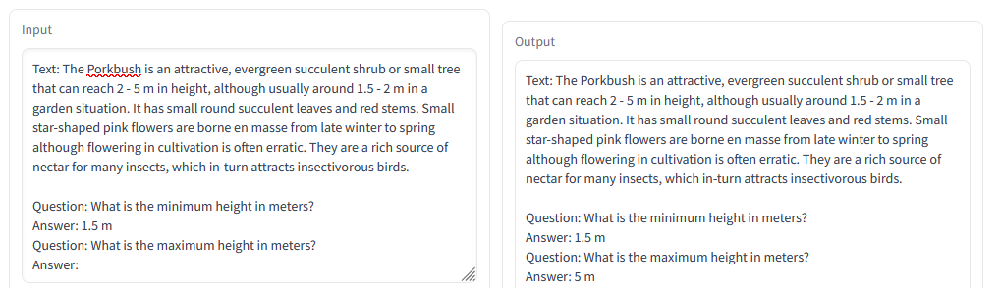 Input
Text: The Porkbush is an attractive, evergreen succulent shrub or small tree
that can reach 2 - 5 m in height, although usually around 1.5 - 2 m in a
garden situation. It has small round succulent leaves and red stems. Small
star-shaped pink flowers are borne en masse from late winter to spring
although flowering in cultivation is often erratic. They are a rich source of
nectar for many insects, which in-turn attracts insectivorous birds.
Question: What is the minimum height in meters?
Answer: 1.5 m
Question: What is the maximum height in meters?
Answer:
Output
Text: The Porkbush is an attractive, evergreen succulent shrub or small tree
that can reach 2 - 5 m in height, although usually around 1.5 - 2 m in a
garden situation. It has small round succulent leaves and red stems. Small
star-shaped pink flowers are borne en masse from late winter to spring
although flowering in cultivation is often erratic. They are a rich source of
nectar for many insects, which in-turn attracts insectivorous birds.
Question: What is the minimum height in meters?
Answer: 1.5 m
Question: What is the maximum height in meters?
Answer: 5 m